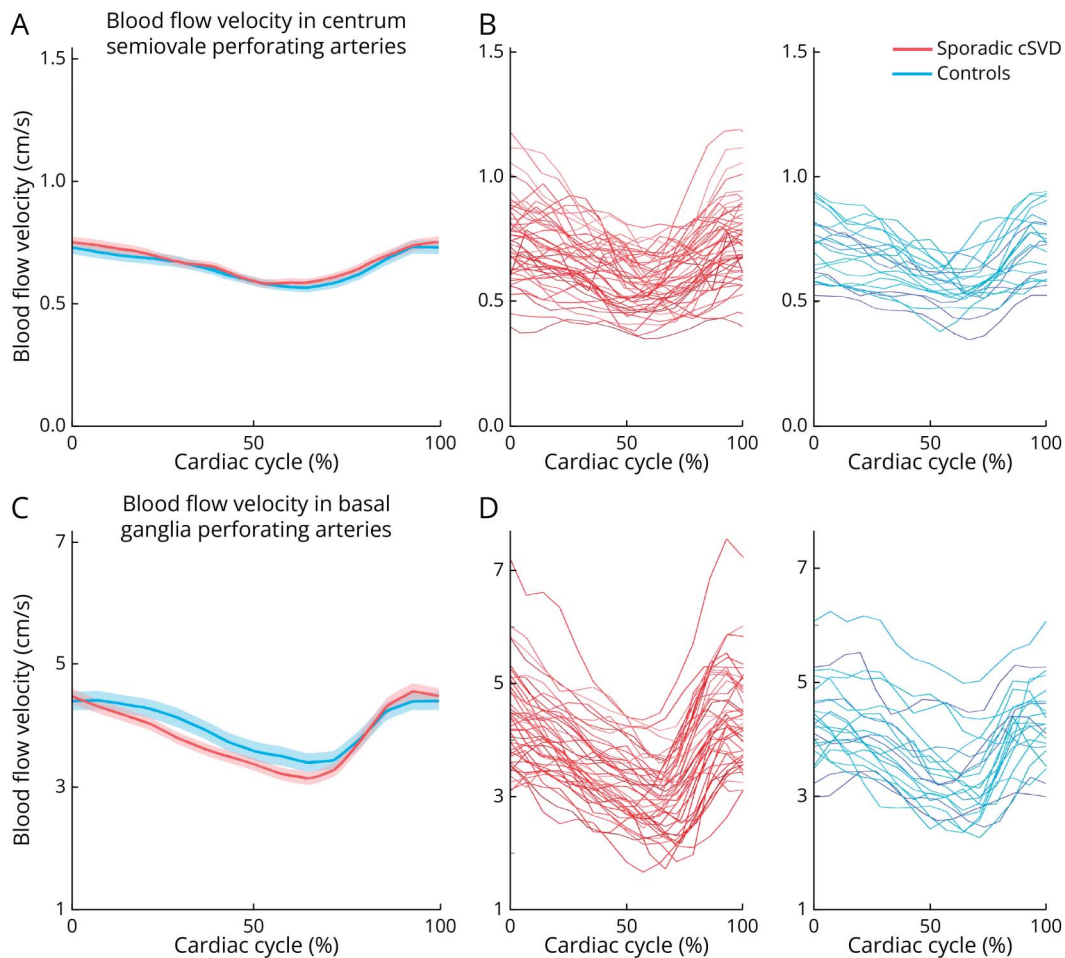 A
Blood flow velocity in centrum
semiovale perforating arteries
Blood flow velocity (cm/s)
1.5
1.0
0.5
0.0
0
50
100
Cardiac cycle (%)
B
1.5
1.0
0.5
0.0
0
50
100
Cardiac cycle (%)
Sporadic cSVD
Controls
1.5
1.0
0.5
0.0
0
50
100
Cardiac cycle (%)
C
Blood flow velocity in basal
ganglia perforating arteries
Blood flow velocity (cm/s)
7
5
3
1
0
50
100
Cardiac cycle (%)
D
7
5
3
1
0
50
100
Cardiac cycle (%)
7
5
3
1
0
50
100
Cardiac cycle (%)